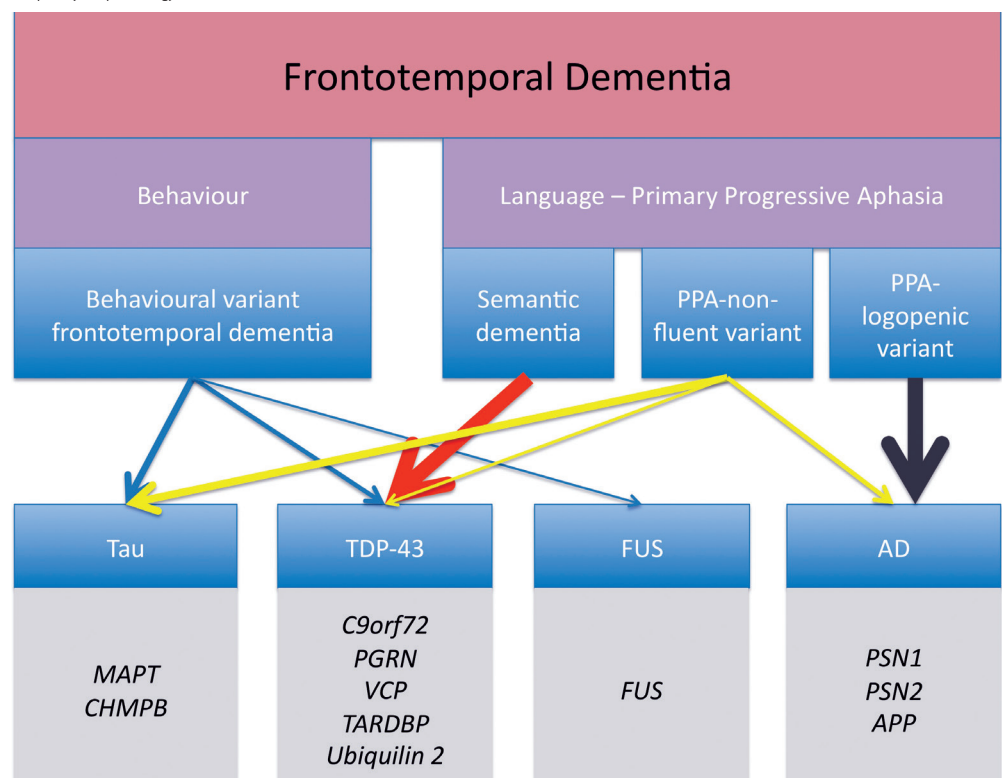 Frontotemporal Dementia
Behaviour
Language – Primary Progressive Aphasia
Behavioural variant
frontotemporal dementia
Semantic
dementia
PPA-non-
fluent variant
PPA-
logopenic
variant
Tau
TDP-43
FUS
AD
MAPT
CHMPB
C9orf72
PGRN
VCP
TARDBP
Ubiquilin 2
FUS
PSN1
PSN2
APP